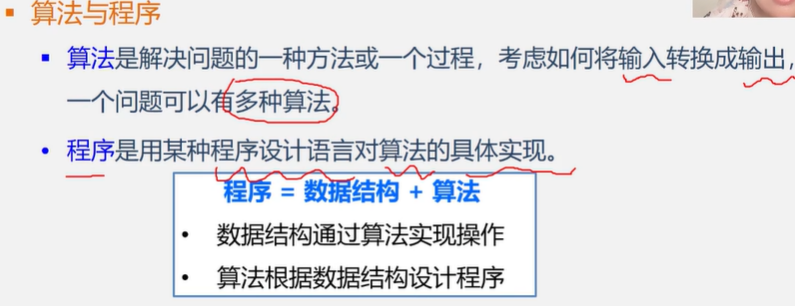 算法与程序
算法是解决问题的一种方法或一个过程，考虑如何将输入转换成输出，
一个问题可以有多种算法。
程序是用某种程序设计语言对算法的具体实现。
程序 = 数据结构 + 算法
数据结构通过算法实现操作
算法根据数据结构设计程序